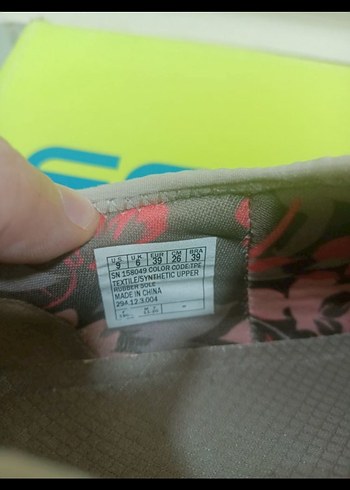 U.S. U.K. EUR CM BRA
9 6 39 26 39
SN 158049 COLOR CODE:TPE
TEXTILE/SYNTHETIC UPPER
RUBBER SOLE
MADE IN CHINA
294.12.3.004